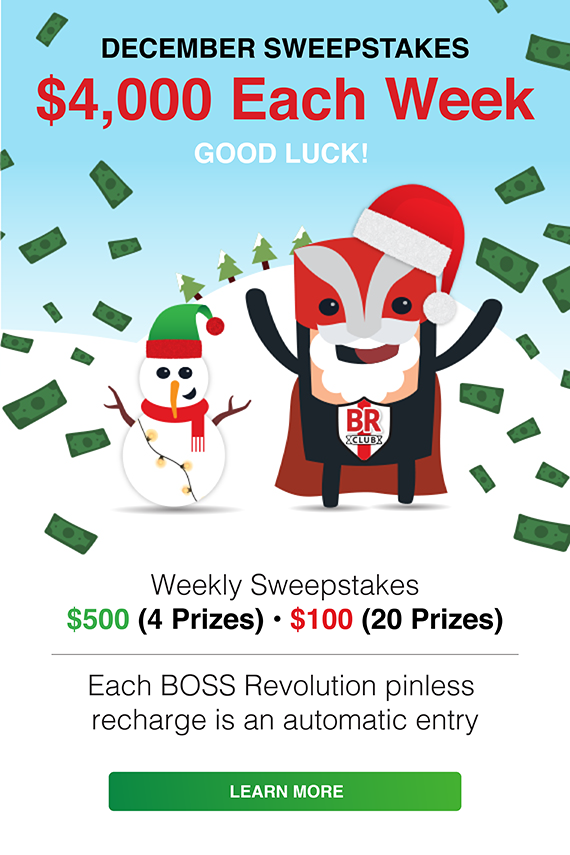 DECEMBER SWEEPSTAKES
$4,000 Each Week
GOOD LUCK!
BR
CLUB
Weekly Sweepstakes
$500 (4 Prizes) • $100 (20 Prizes)
Each BOSS Revolution pinless
recharge is an automatic entry
LEARN MORE